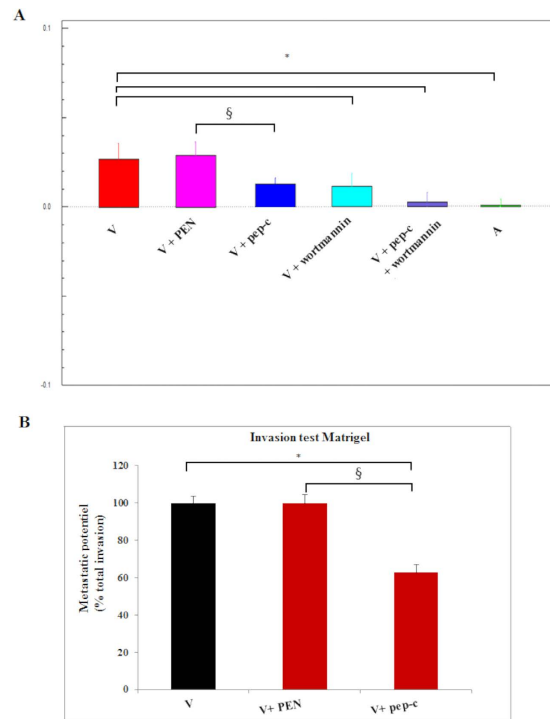 A
0.1
*
§
0.0
V
V + PEN
V + pep-c
V + wortmannin
V + pep-c
+ wortmannin
A
-0.1
B
Invasion test Matrigel
120
100
80
60
40
20
0
Metastatic potentiel
(% total invasion)
*
§
V
V+ PEN
V+ pep-c